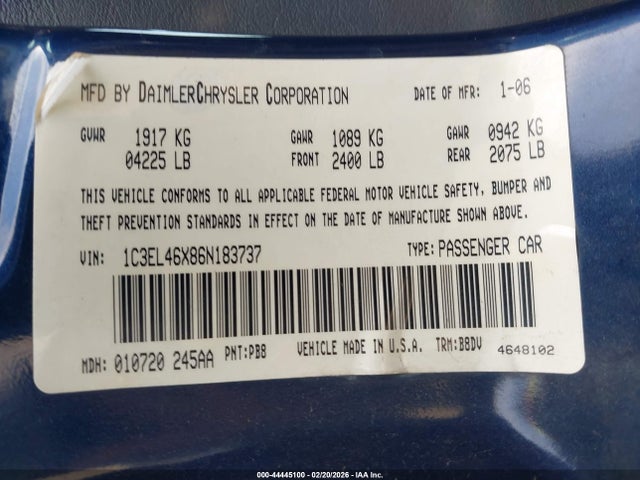 MFD BY DAIMLERCHRYSLER CORPORATION DATE OF MFR: 1-06
GVWR 1917 KG GAWR 1089 KG GAWR 0942 KG
04225 LB FRONT 2400 LB REAR 2075 LB
THIS VEHICLE CONFORMS TO ALL APPLICABLE FEDERAL MOTOR VEHICLE SAFETY, BUMPER AND
THEFT PREVENTION STANDARDS IN EFFECT ON THE DATE OF MANUFACTURE SHOWN ABOVE.
VIN: 1C3EL46X86N183737 TYPE: PASSENGER CAR
MDH: 010720 245AA PNT:PB8 VEHICLE MADE IN U.S.A. TRM:B8DV 4648102
000-44445100 - 02/20/2026 - IAA Inc.